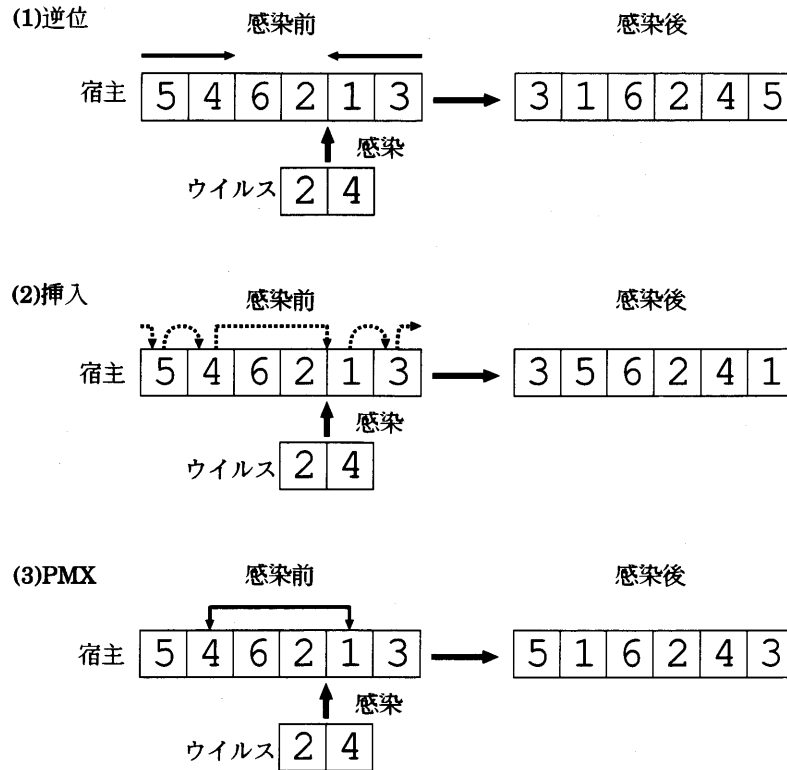 (1)逆位
感染前 感染後
宿主 5 4 6 2 1 3 3 1 6 2 4 5
感染
ウイルス 2 4
(2)挿入
感染前 感染後
宿主 5 4 6 2 1 3 3 5 6 2 4 1
感染
ウイルス 2 4
(3)PMX
感染前 感染後
宿主 5 4 6 2 1 3 5 1 6 2 4 3
感染
ウイルス 2 4